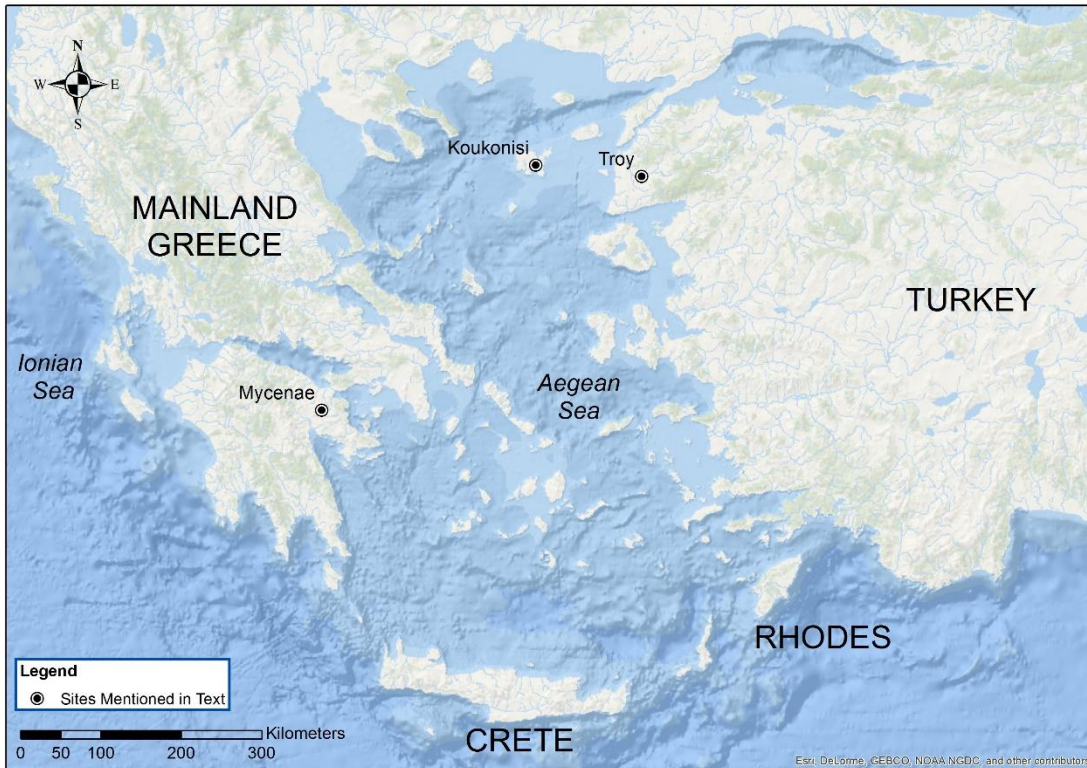 N
W E
S
Koukonisi
Troy
MAINLAND
GREECE
TURKEY
Ionian
Sea
Aegean
Sea
Mycenae
RHODES
Legend
Sites Mentioned in Text
Kilometers
0 50 100 200 300
CRETE
Esri, DeLorme, GEBCO, NOAA NGDC, and other contributors